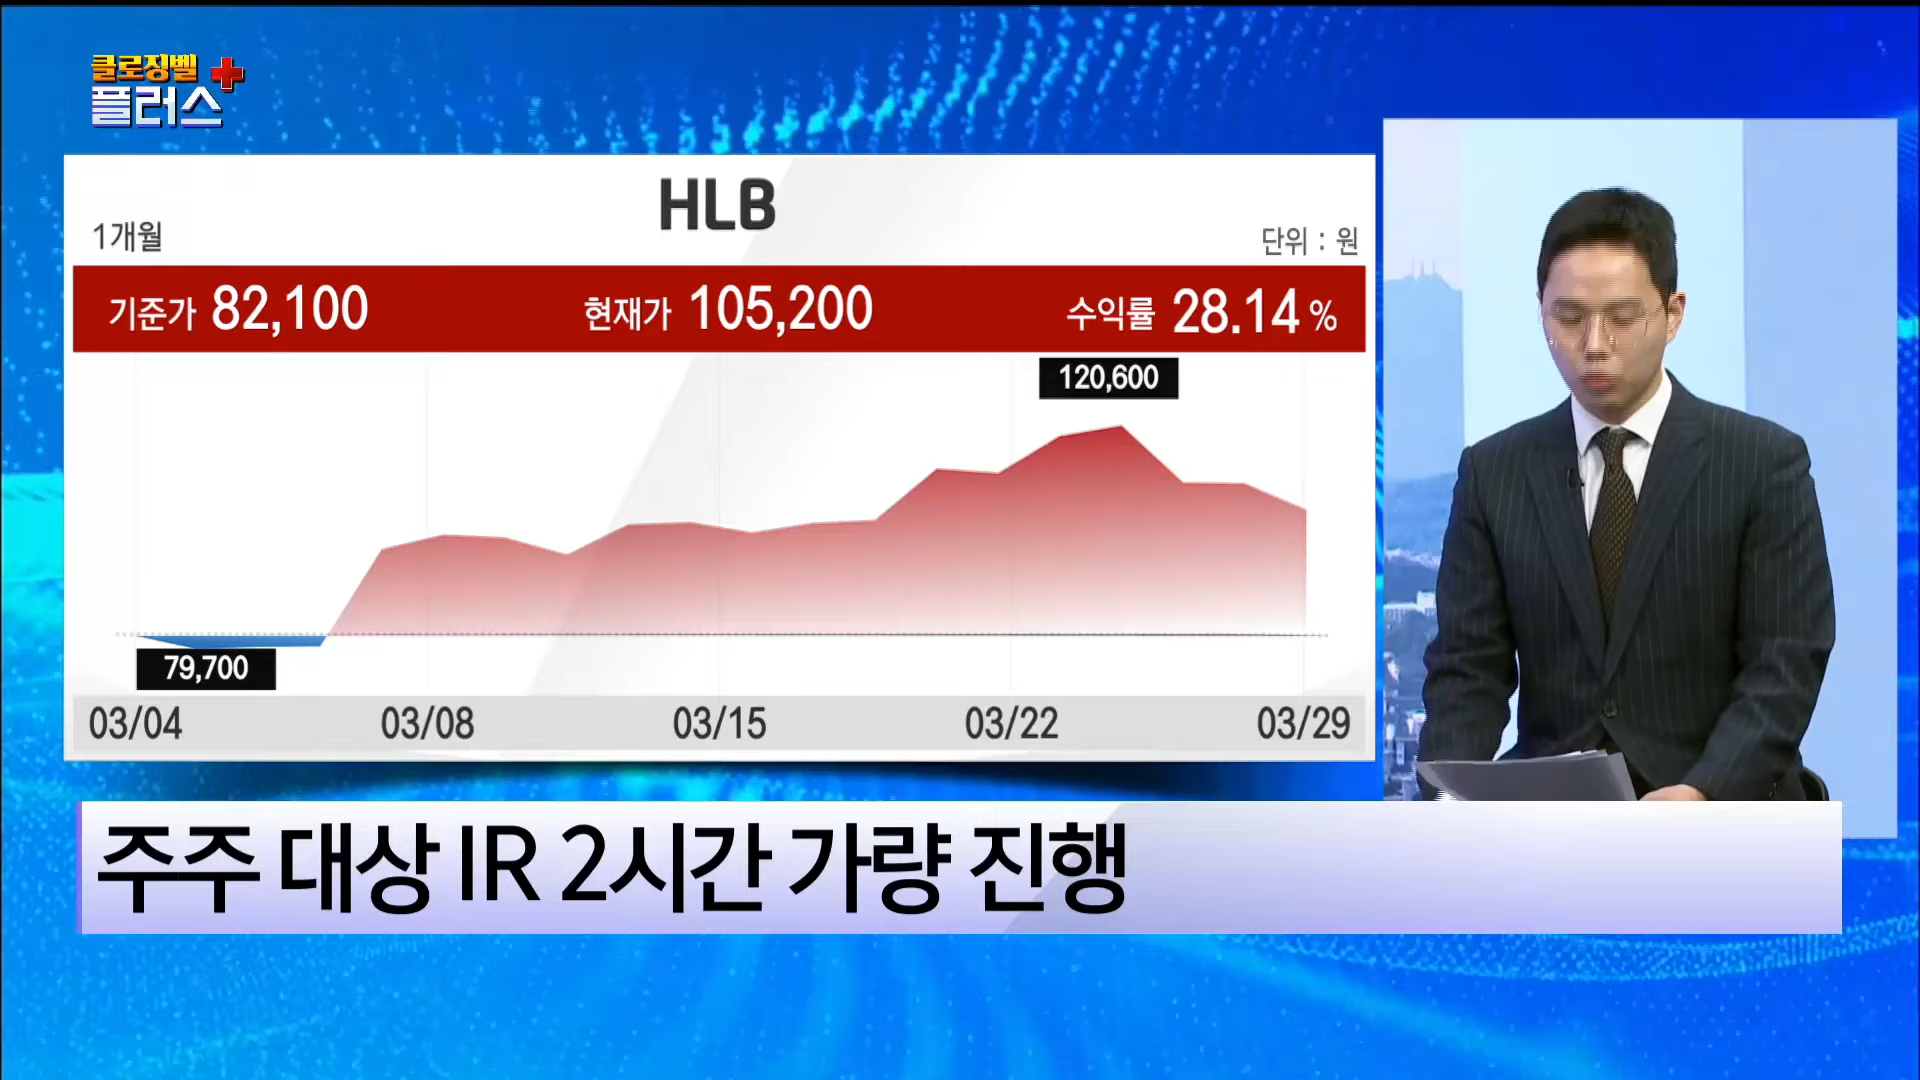 클로징벨
플러스
HLB
1개월
단위 : 원
기준가 82,100 현재가 105,200 수익률 28.14 %
120,600
79,700
03/04 03/08 03/15 03/22 03/29
주주 대상 IR 2시간 가량 진행